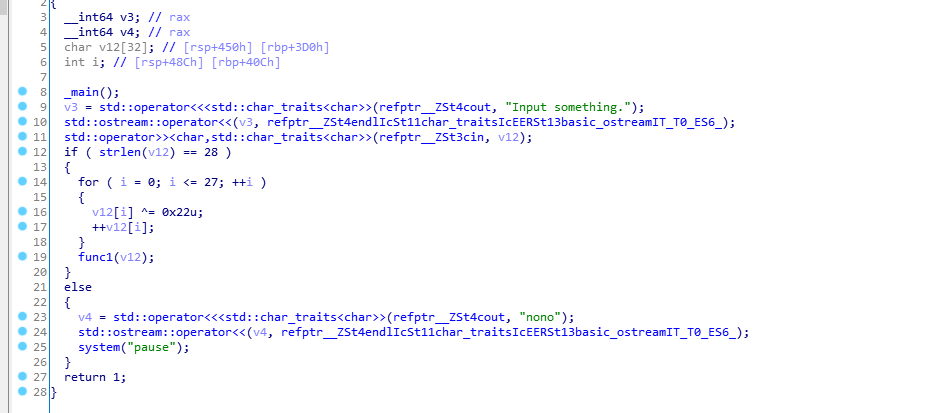 2 {
3 __int64 v3; // rax
4 __int64 v4; // rax
5 char v12[32]; // [rsp+450h] [rbp+3D0h]
6 int i; // [rsp+48Ch] [rbp+40Ch]
7
8 _main();
9 v3 = std::operator<<<std::char_traits<char>>(refptr__ZSt4cout, "Input something.");
10 std::ostream::operator<<(v3, refptr__ZSt4endlIcSt11char_traitsIcEERSt13basic_ostreamIT_T0_ES6_);
11 std::operator>><char,std::char_traits<char>>(refptr__ZSt3cin, v12);
12 if ( strlen(v12) == 28 )
13 {
14 for ( i = 0; i <= 27; ++i )
15 {
16 v12[i] ^= 0x22u;
17 ++v12[i];
18 }
19 func1(v12);
20 }
21 else
22 {
23 v4 = std::operator<<<std::char_traits<char>>(refptr__ZSt4cout, "nono");
24 std::ostream::operator<<(v4, refptr__ZSt4endlIcSt11char_traitsIcEERSt13basic_ostreamIT_T0_ES6_);
25 system("pause");
26 }
27 return 1;
28 }